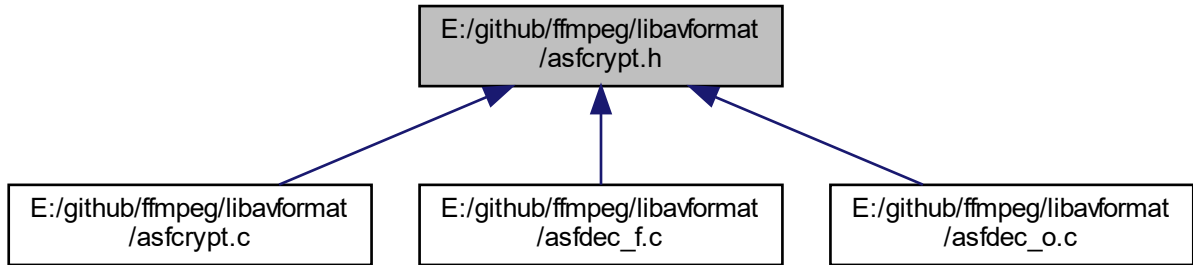 E:/github/ffmpeg/libavformat
/asfcrypt.h
E:/github/ffmpeg/libavformat
/asfcrypt.c
E:/github/ffmpeg/libavformat
/asfdec_f.c
E:/github/ffmpeg/libavformat
/asfdec_o.c